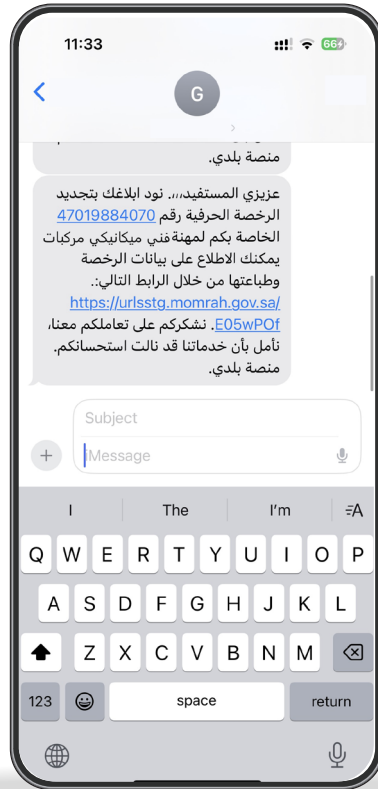 11:33
66
G
منصة بلدي.
عزيزي المستفيد،،،. نود ابلاغك بتجديد
الرخصة الحرفية رقم 47019884070
الخاصة بكم لمهنة فني ميكانيكي مركبات
يمكنك الاطلاع على بيانات الرخصة
وطباعتها من خلال الرابط التالي:.
https://urlsstg.momrah.gov.sa/
E05wPOf. نشكركم على تعاملكم معنا،
نأمل بأن خدماتنا قد نالت استحسانكم.
منصة بلدي.
Subject
iMessage
I The I'm
Q W E R T Y U I O P
A S D F G H J K L
Z X C V B N M
123 space return